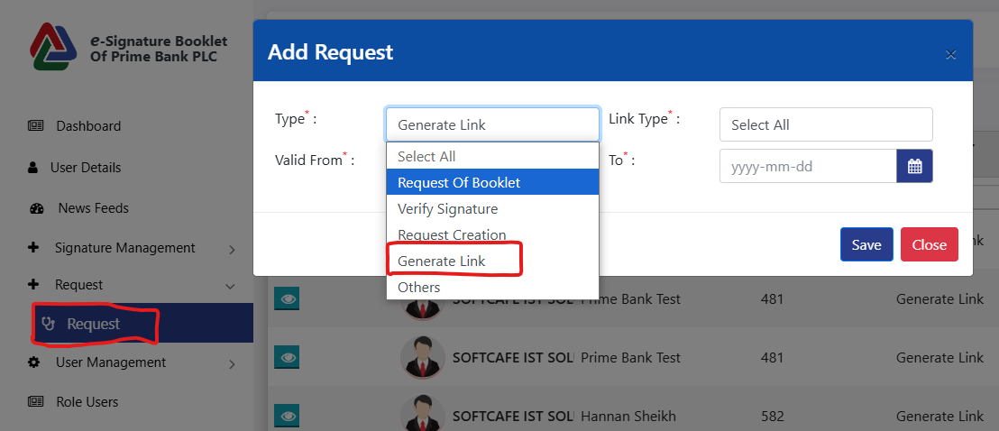 e-Signature Booklet
Of Prime Bank PLC
Dashboard
User Details
News Feeds
Signature Management
Request
Request
User Management
Role Users
Add Request
×
Type* :
Generate Link
Link Type* :
Select All
Valid From* :
To* :
yyyy-mm-dd
Select All
Request Of Booklet
Verify Signature
Request Creation
Generate Link
Others
Save
Close
Prime Bank Test
481
Generate Link
SOFTCAFE IST SOL
Prime Bank Test
481
Generate Link
SOFTCAFE IST SOL
Hannan Sheikh
582
Generate Link